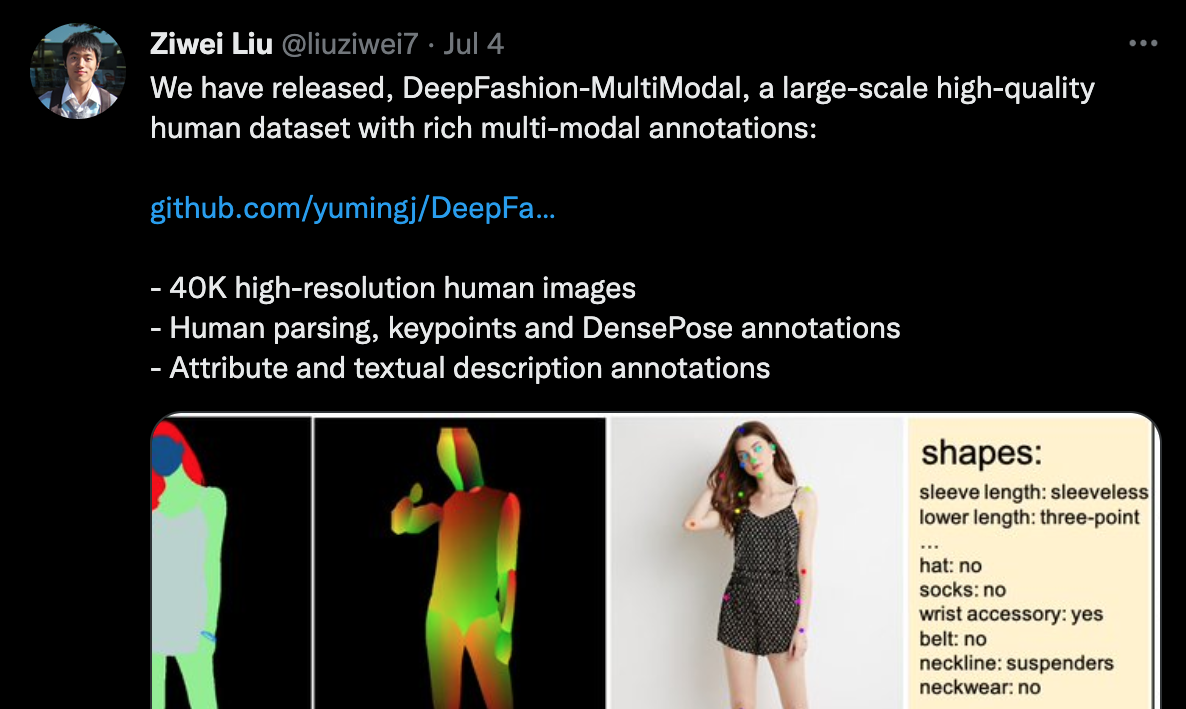 Ziwei Liu @liuziwei7 · Jul 4
We have released, DeepFashion-MultiModal, a large-scale high-quality
human dataset with rich multi-modal annotations:
github.com/yumingj/DeepFa...
- 40K high-resolution human images
- Human parsing, keypoints and DensePose annotations
- Attribute and textual description annotations
shapes:
sleeve length: sleeveless
lower length: three-point
...
hat: no
socks: no
wrist accessory: yes
belt: no
neckline: suspenders
neckwear: no